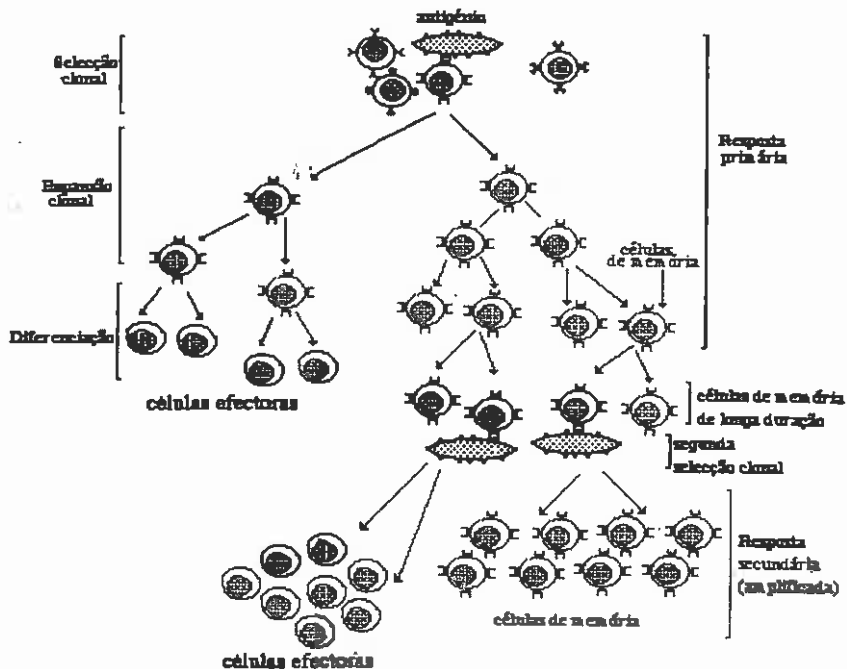 antigénio
Selecção
clonal
Resposta
primária
Expansão
clonal
células
de memória
Diferenciação
células efectoras
células de memória
de longa duração
segunda
selecção clonal
Resposta
secundária
(amplificada)
células de memória
células efectoras